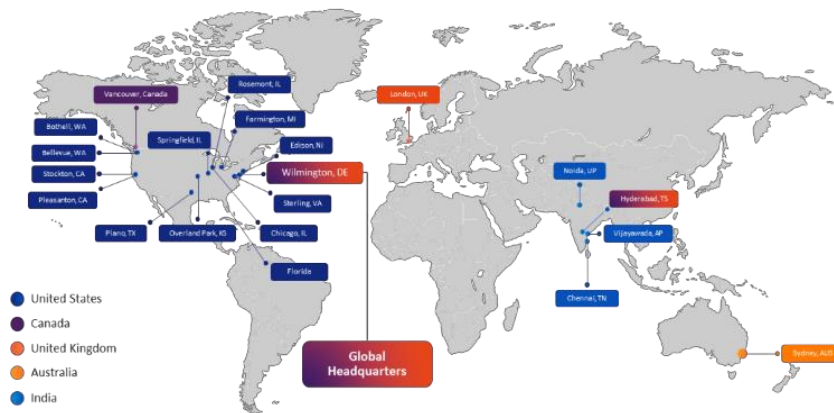 Rosemont, IL
London, UK
Vancouver, Canada
Farmington, MI
Bothell, WA
Springfield, IL
Edison, NJ
Bellevue, WA
Wilmington, DE
Noida, UP
Stockton, CA
Hyderabad, TS
Pleasanton, CA
Sterling, VA
Plano, TX
Overland Park, KS
Chicago, IL
Vijayawada, AP
Florida
Chennai, TN
United States
Canada
United Kingdom
Australia
India
Global
Headquarters
Sydney, AUS